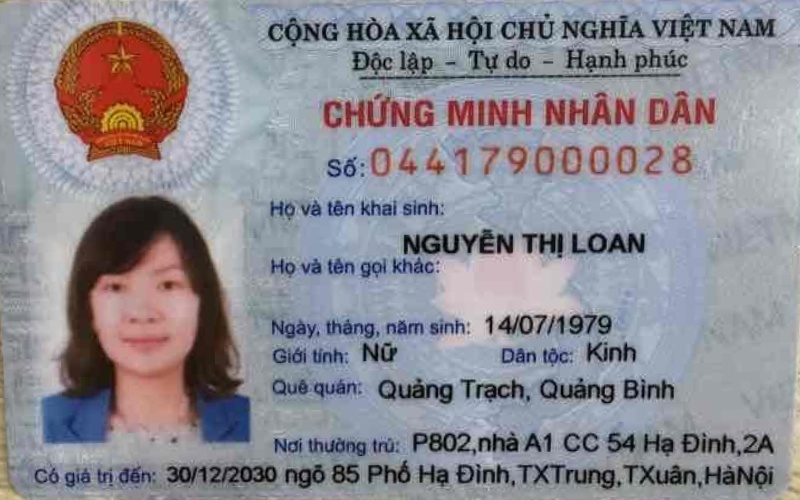 CỘNG HÒA XÃ HỘI CHỦ NGHĨA VIỆT NAM
Độc lập - Tự do - Hạnh phúc
CHỨNG MINH NHÂN DÂN
Số: 044179000028
Họ và tên khai sinh:
NGUYỄN THỊ LOAN
Họ và tên gọi khác:
Ngày, tháng, năm sinh: 14/07/1979
Giới tính: Nữ Dân tộc: Kinh
Quê quán: Quảng Trạch, Quảng Bình
Nơi thường trú: P802,nhà A1 CC 54 Hạ Đình,2A
Có giá trị đến: 30/12/2030 ngõ 85 Phố Hạ Đình,TXTrung,TXuân,HàNội